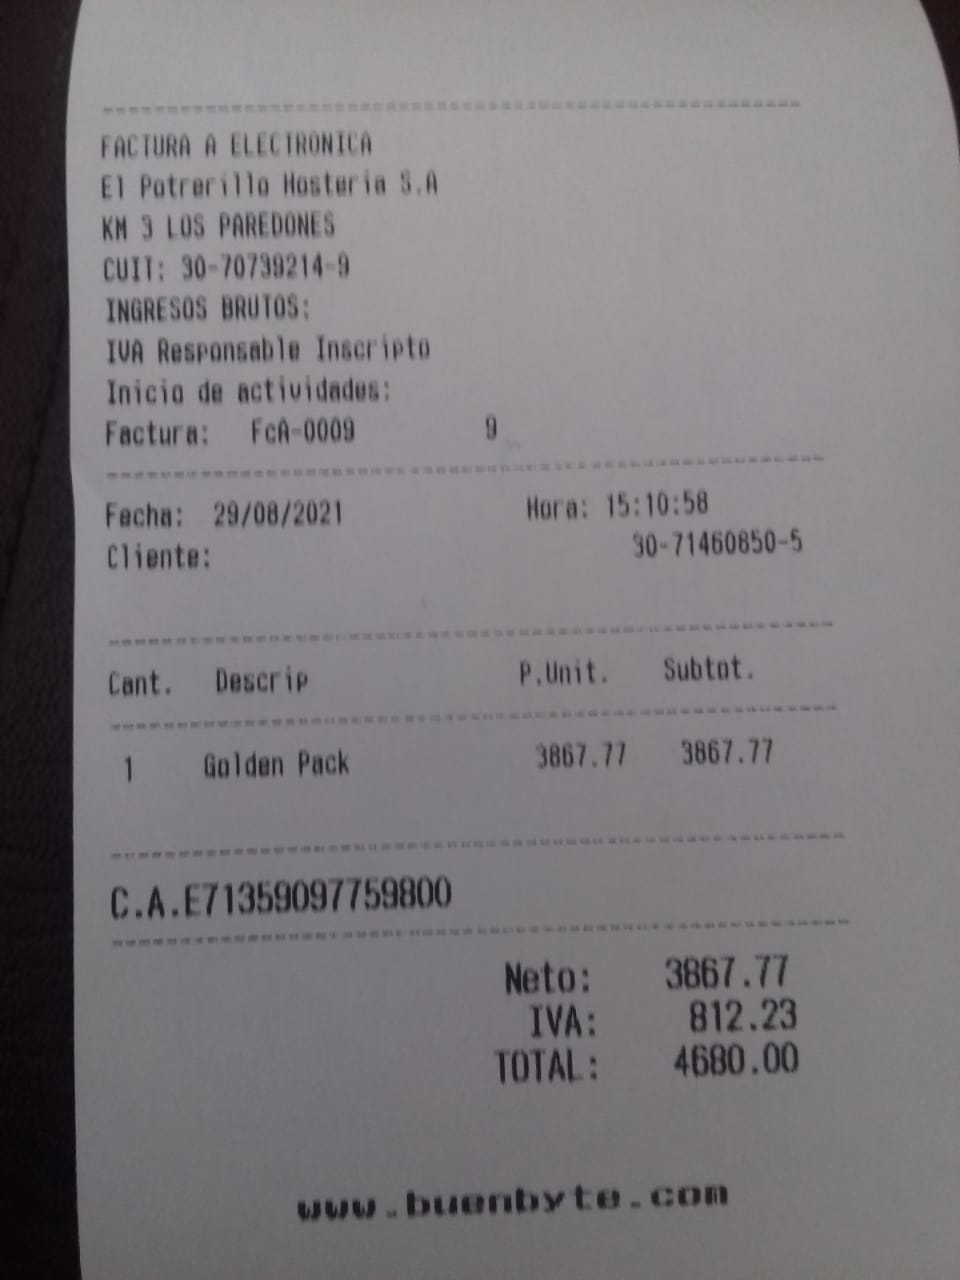 FACTURA A ELECTRONICA
El Potrerillo Hosteria S.A
KM 3 LOS PAREDONES
CUIT: 30-70739214-9
INGRESOS BRUTOS:
IVA Responsable Inscripto
Inicio de actividades:
Factura: FcA-0009 9
Fecha: 29/08/2021 Hora: 15:10:58
Cliente: 30-71460850-5
Cant. Descrip P.Unit. Subtot.
1 Golden Pack 3867.77 3867.77
C.A.E71359097759800
Neto: 3867.77
IVA: 812.23
TOTAL: 4680.00
www.buenbyte.com